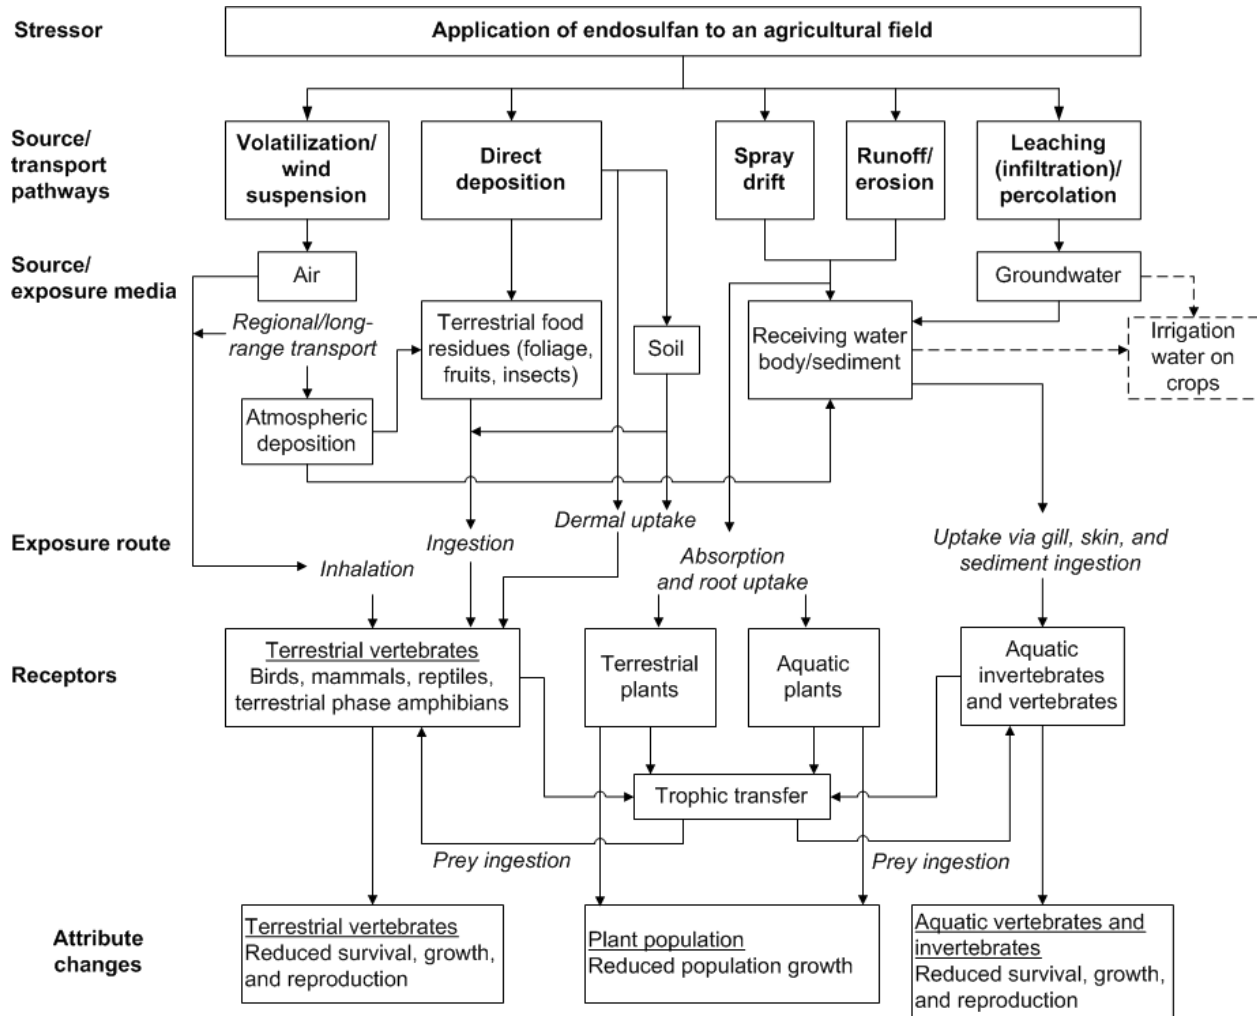 Stressor
Application of endosulfan to an agricultural field
Source/
transport
pathways
Volatilization/
wind
suspension
Direct
deposition
Spray
drift
Runoff/
erosion
Leaching
(infiltration)/
percolation
Source/
exposure media
Air
Groundwater
Regional/long-
range transport
Terrestrial food
residues (foliage,
fruits, insects)
Soil
Receiving water
body/sediment
Irrigation
water on
crops
Atmospheric
deposition
Exposure route
Inhalation
Ingestion
Dermal uptake
Absorption
and root uptake
Uptake via gill, skin, and
sediment ingestion
Receptors
Terrestrial vertebrates
Birds, mammals, reptiles,
terrestrial phase amphibians
Terrestrial
plants
Aquatic
plants
Aquatic
invertebrates
and vertebrates
Trophic transfer
Prey ingestion
Prey ingestion
Attribute
changes
Terrestrial vertebrates
Reduced survival, growth,
and reproduction
Plant population
Reduced population growth
Aquatic vertebrates and
invertebrates
Reduced survival, growth,
and reproduction